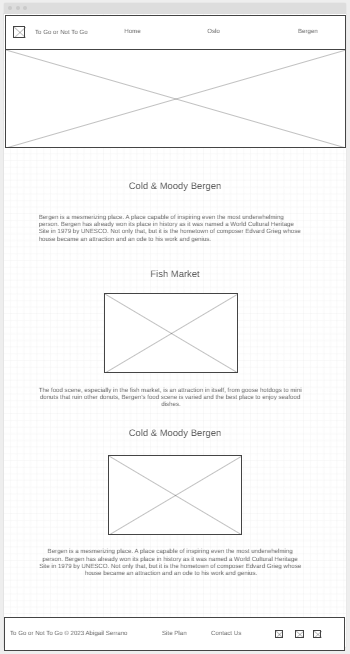 To Go or Not To Go
Home
Oslo
Bergen
Cold & Moody Bergen
Bergen is a mesmerizing place. A place capable of inspiring even the most underwhelming
person. Bergen has already won its place in history as it was named a World Cultural Heritage
Site in 1979 by UNESCO. Not only that, but it is the hometown of composer Edvard Grieg whose
house became an attraction and an ode to his work and genius.
Fish Market
The food scene, especially in the fish market, is an attraction in itself, from goose hotdogs to mini
donuts that ruin other donuts, Bergen's food scene is varied and the best place to enjoy seafood
dishes.
Cold & Moody Bergen
Bergen is a mesmerizing place. A place capable of inspiring even the most underwhelming
person. Bergen has already won its place in history as it was named a World Cultural Heritage
Site in 1979 by UNESCO. Not only that, but it is the hometown of composer Edvard Grieg whose
house became an attraction and an ode to his work and genius.
To Go or Not To Go © 2023 Abigail Serrano
Site Plan
Contact Us